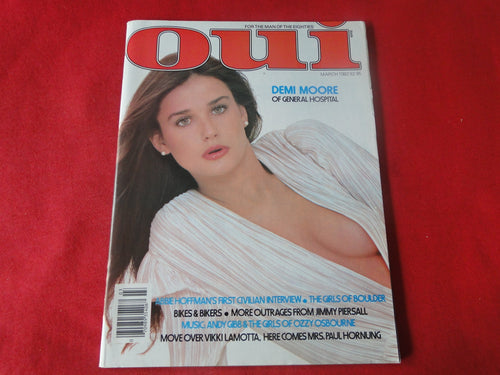 FOR THE MAN OF THE EIGHTIES
oui
MARCH 1982 $2.95
DEMI MOORE
OF GENERAL HOSPITAL
ABBIE HOFFMAN'S FIRST CIVILIAN INTERVIEW • THE GIRLS OF BOULDER
BIKES & BIKERS • MORE OUTRAGES FROM JIMMY PIERSALL
MUSIC: ANDY GIBB & THE GIRLS OF OZZY OSBOURNE
MOVE OVER VIKKI LAMOTTA, HERE COMES MRS. PAUL HORNUNG